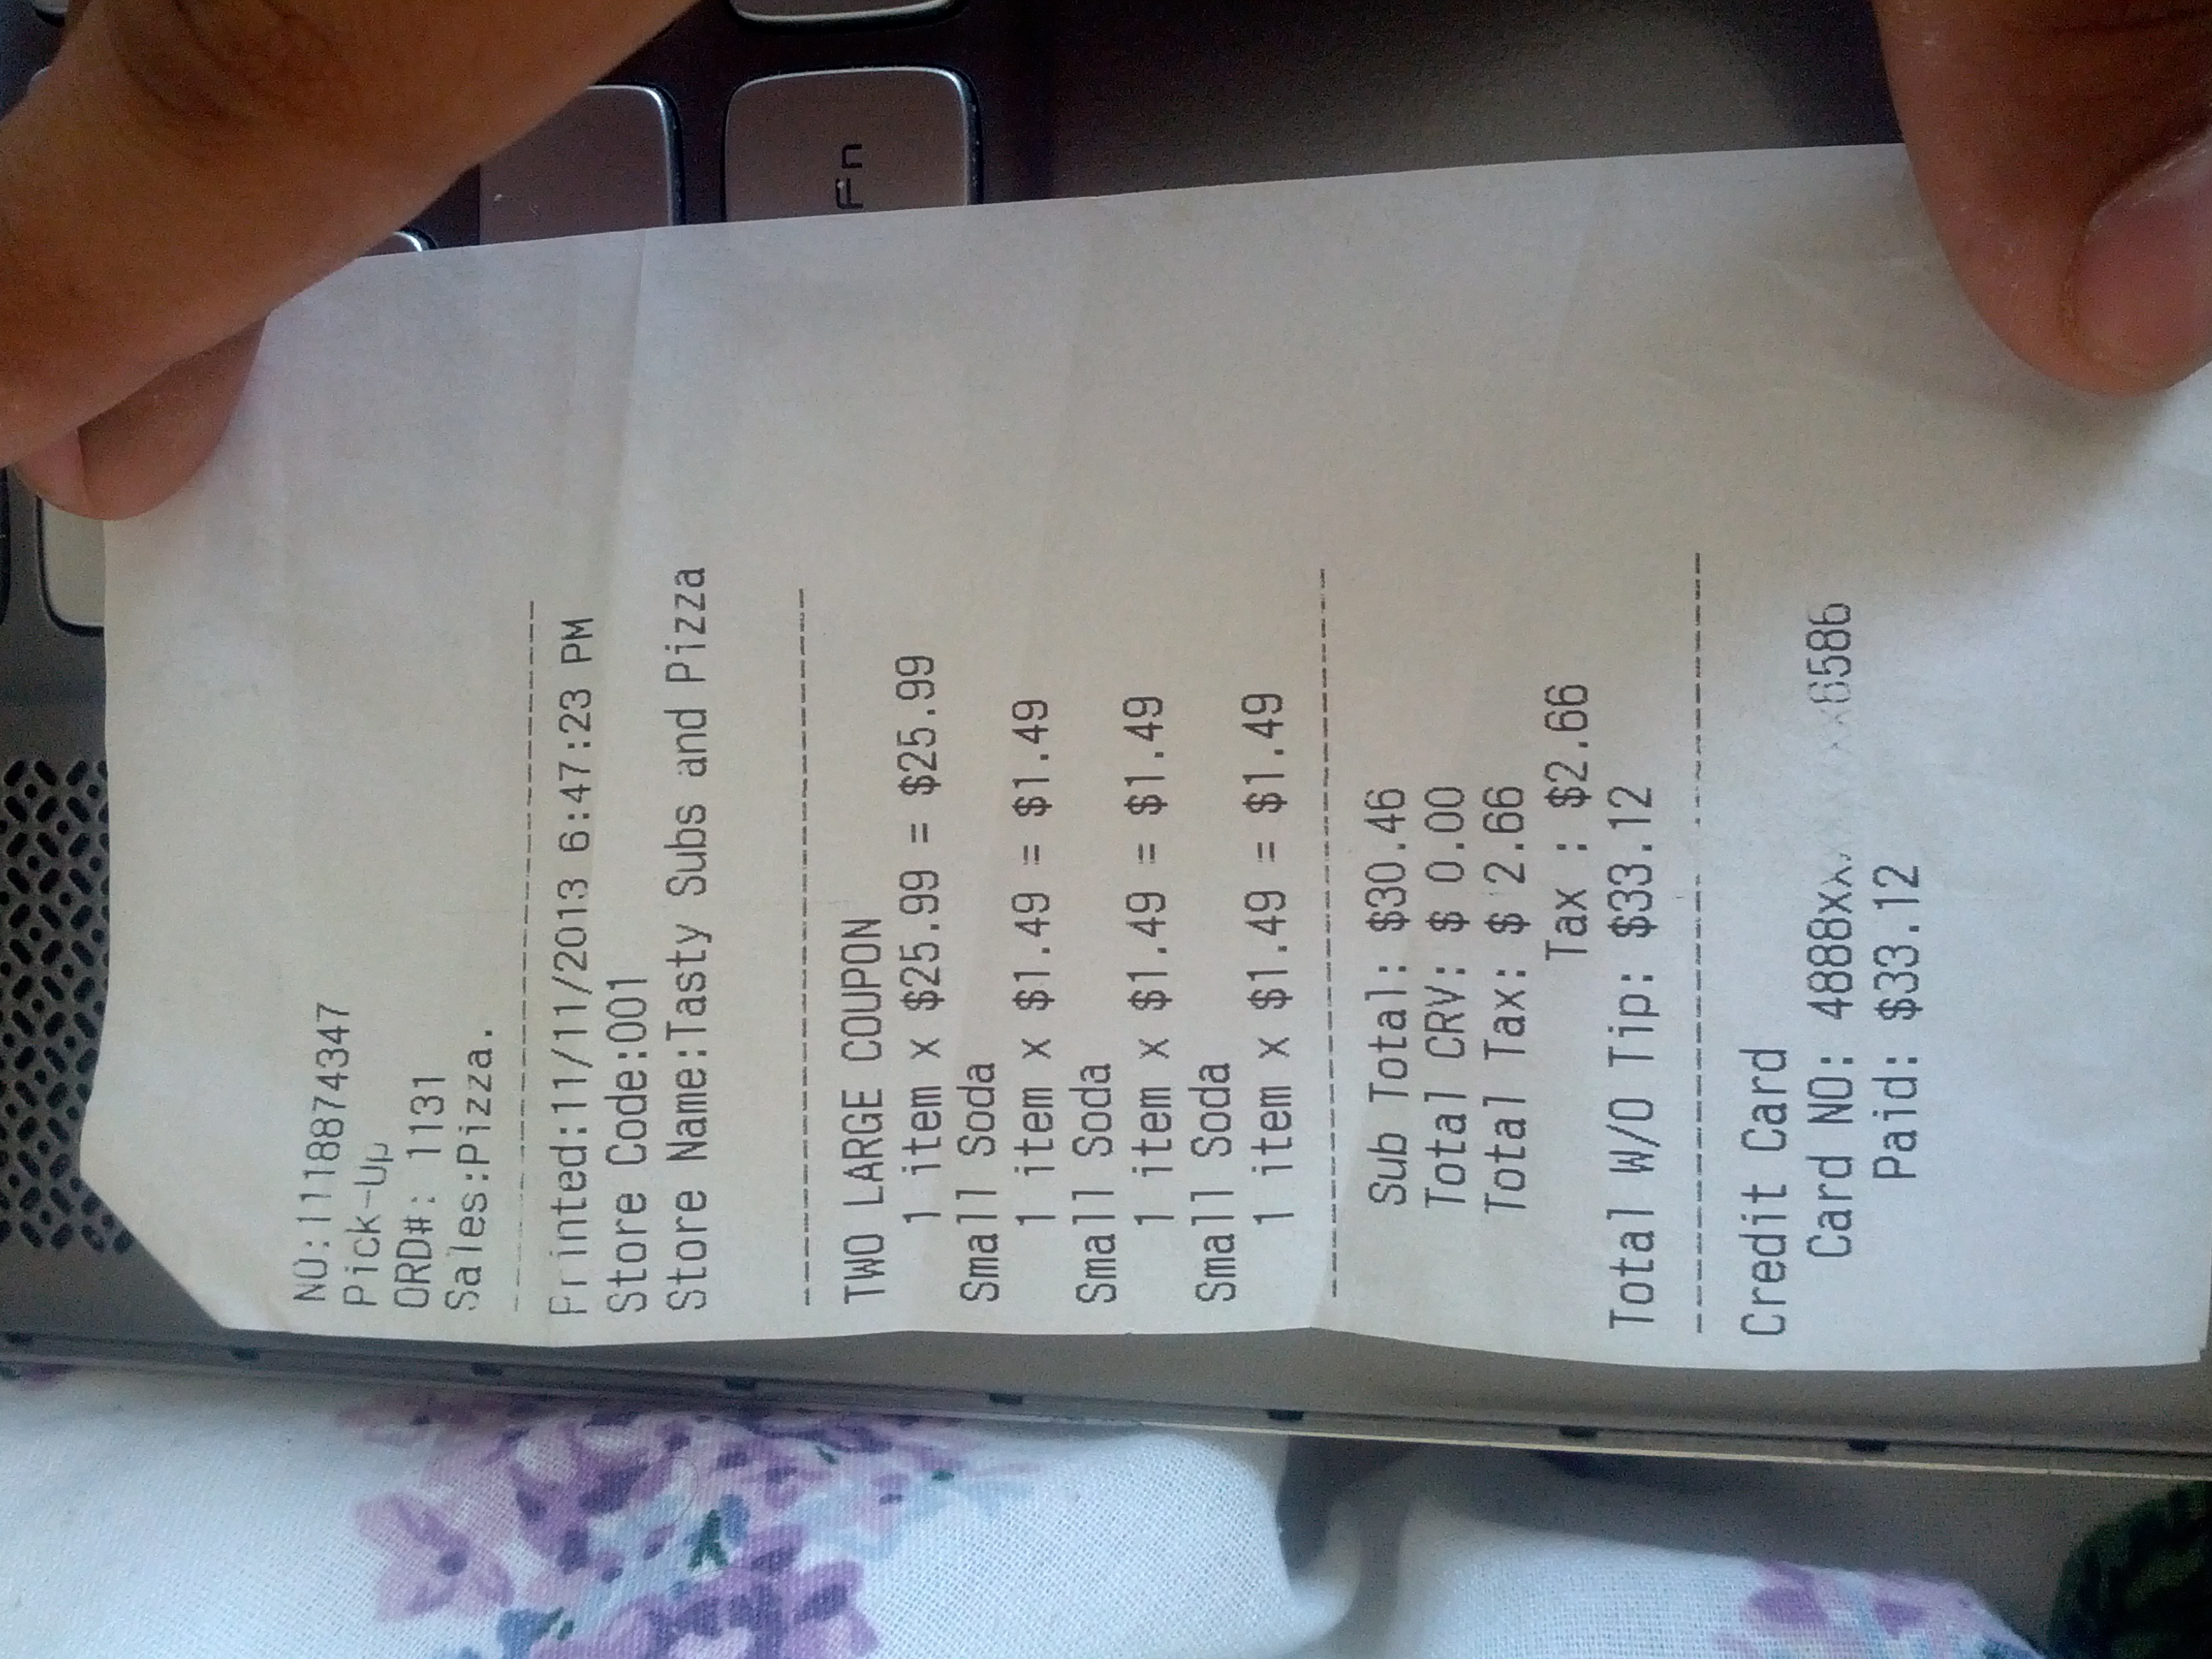 Fn
NO:1118874347
Pick-Up
ORD#: 1131
Sales:Pizza.
Printed:11/11/2013 6:47:23 PM
Store Code:001
Store Name:Tasty Subs and Pizza
TWO LARGE COUPON
1 item x $25.99 = $25.99
Small Soda
1 item x $1.49 = $1.49
Small Soda
1 item x $1.49 = $1.49
Small Soda
1 item x $1.49 = $1.49
Sub Total: $30.46
Total CRV: $ 0.00
Total Tax: $ 2.66
Tax : $2.66
Total W/O Tip: $33.12
Credit Card
Card NO: 4888xxxxxxxx6586
Paid: $33.12